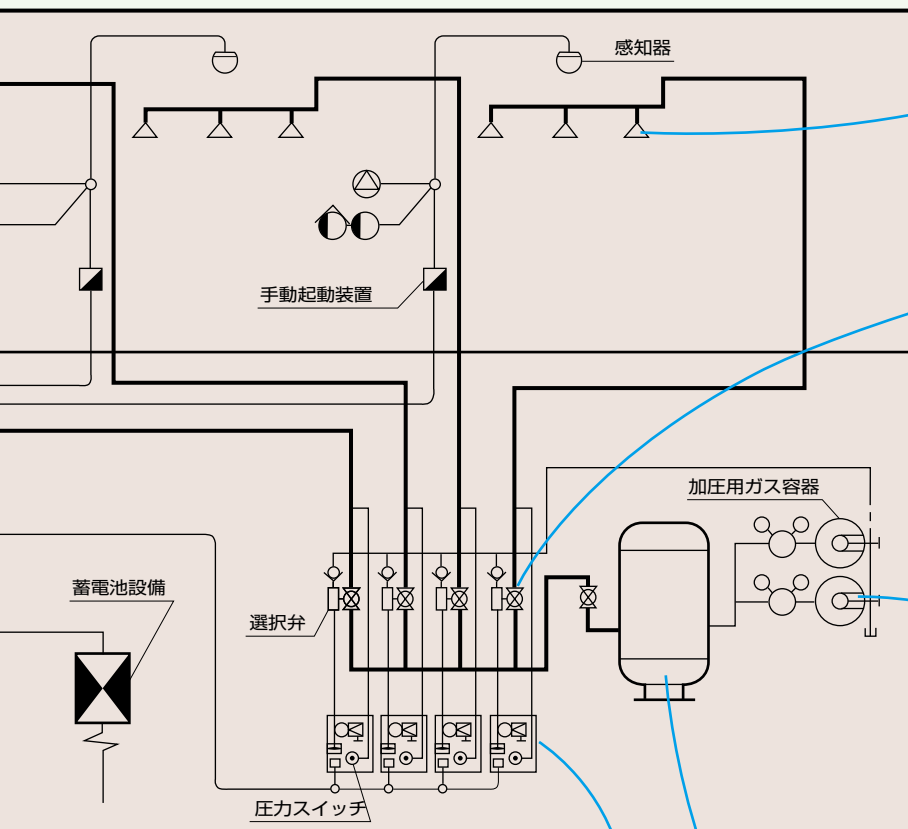 感知器
手動起動装置
加圧用ガス容器
蓄電池設備
選択弁
圧力スイッチ